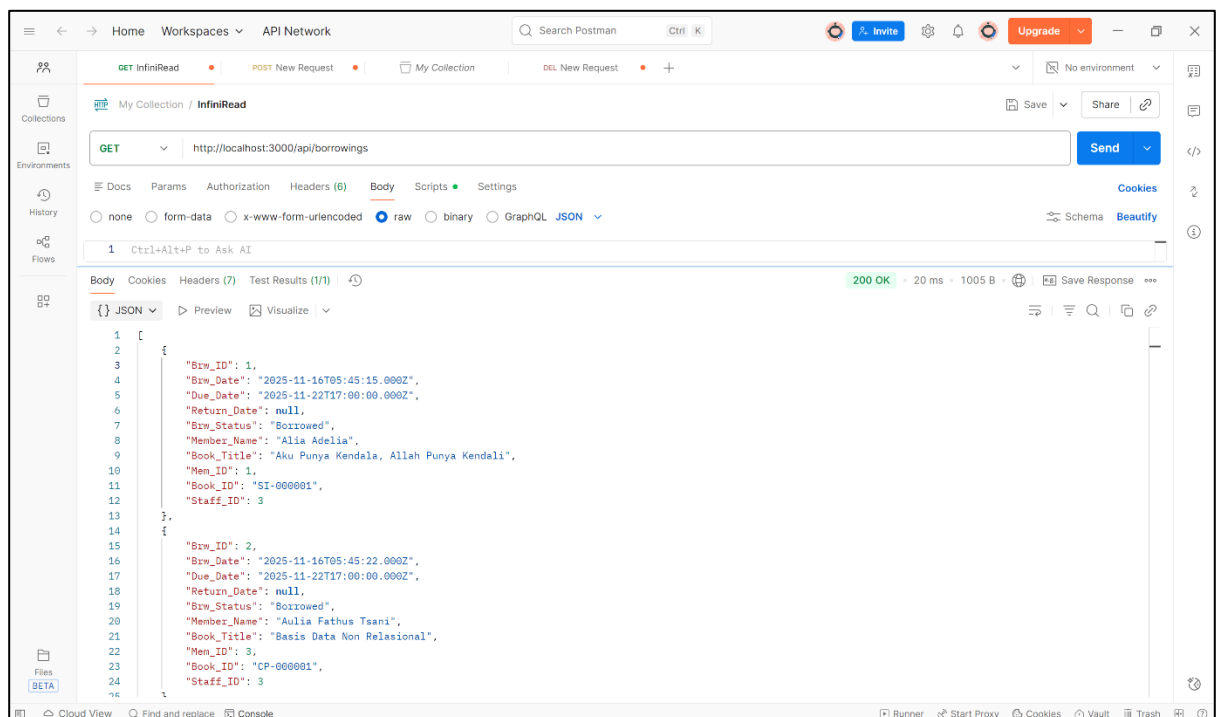 Home Workspaces API Network Search Postman Ctrl K Invite Upgrade
GET InfiniRead POST New Request My Collection DEL New Request No environment
HTTP My Collection / InfiniRead Save Share
Collections
GET http://localhost:3000/api/borrowings Send
Environments
Docs Params Authorization Headers (6) Body Scripts Settings Cookies
History
none form-data x-www-form-urlencoded raw binary GraphQL JSON Schema Beautify
Flows
1 Ctrl+Alt+P to Ask AI
Body Cookies Headers (7) Test Results (1/1) 200 OK 20 ms 1005 B Save Response
{} JSON Preview Visualize
1 [
2 {
3 "Brw_ID": 1,
4 "Brw_Date": "2025-11-16T05:45:15.000Z",
5 "Due_Date": "2025-11-22T17:00:00.000Z",
6 "Return_Date": null,
7 "Brw_Status": "Borrowed",
8 "Member_Name": "Alia Adelia",
9 "Book_Title": "Aku Punya Kendala, Allah Punya Kendali",
10 "Mem_ID": 1,
11 "Book_ID": "SI-000001",
12 "Staff_ID": 3
13 },
14 {
15 "Brw_ID": 2,
16 "Brw_Date": "2025-11-16T05:45:22.000Z",
17 "Due_Date": "2025-11-22T17:00:00.000Z",
18 "Return_Date": null,
19 "Brw_Status": "Borrowed",
20 "Member_Name": "Aulia Fathus Tsani",
21 "Book_Title": "Basis Data Non Relasional",
22 "Mem_ID": 3,
23 "Book_ID": "CP-000001",
24 "Staff_ID": 3
25 }
Files
BETA
Cloud View Find and replace Console Runner Start Proxy Cookies Vault Trash